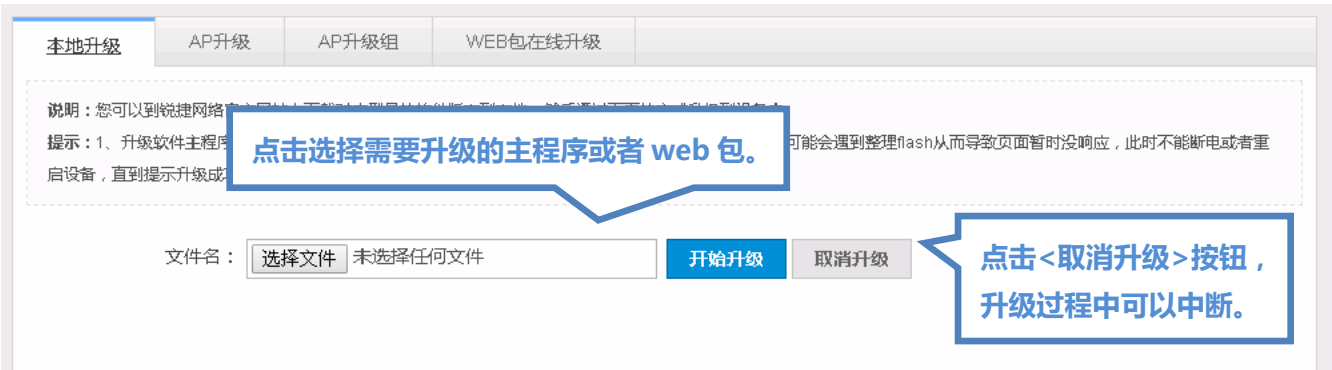 本地升级 AP升级 AP升级组 WEB包在线升级
说明：您可以到锐捷网络
提示：1、升级软件主程序 可能会遇到整理flash从而导致页面暂时没响应，此时不能断电或者重
启设备，直到提示升级成
点击选择需要升级的主程序或者 web 包。
文件名： 选择文件 未选择任何文件 开始升级 取消升级
点击<取消升级>按钮，
升级过程中可以中断。